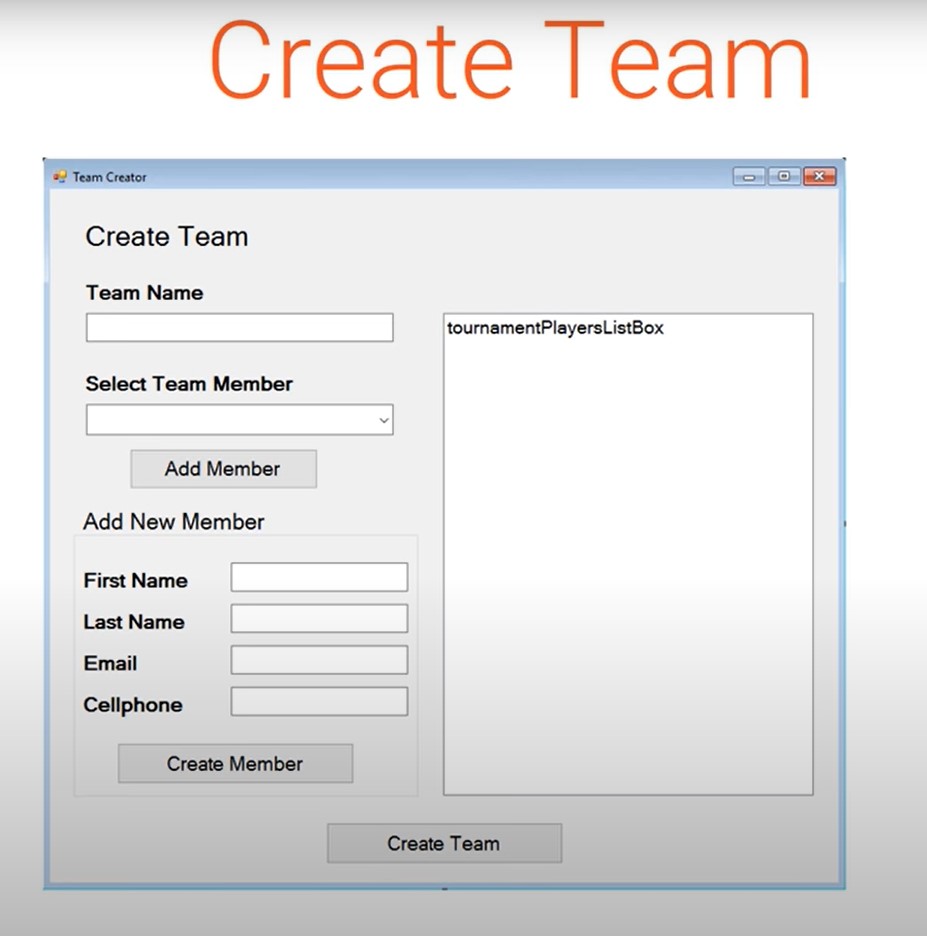 Create Team
Team Creator
Create Team
Team Name
tournamentPlayersListBox
Select Team Member
Add Member
Add New Member
First Name
Last Name
Email
Cellphone
Create Member
Create Team